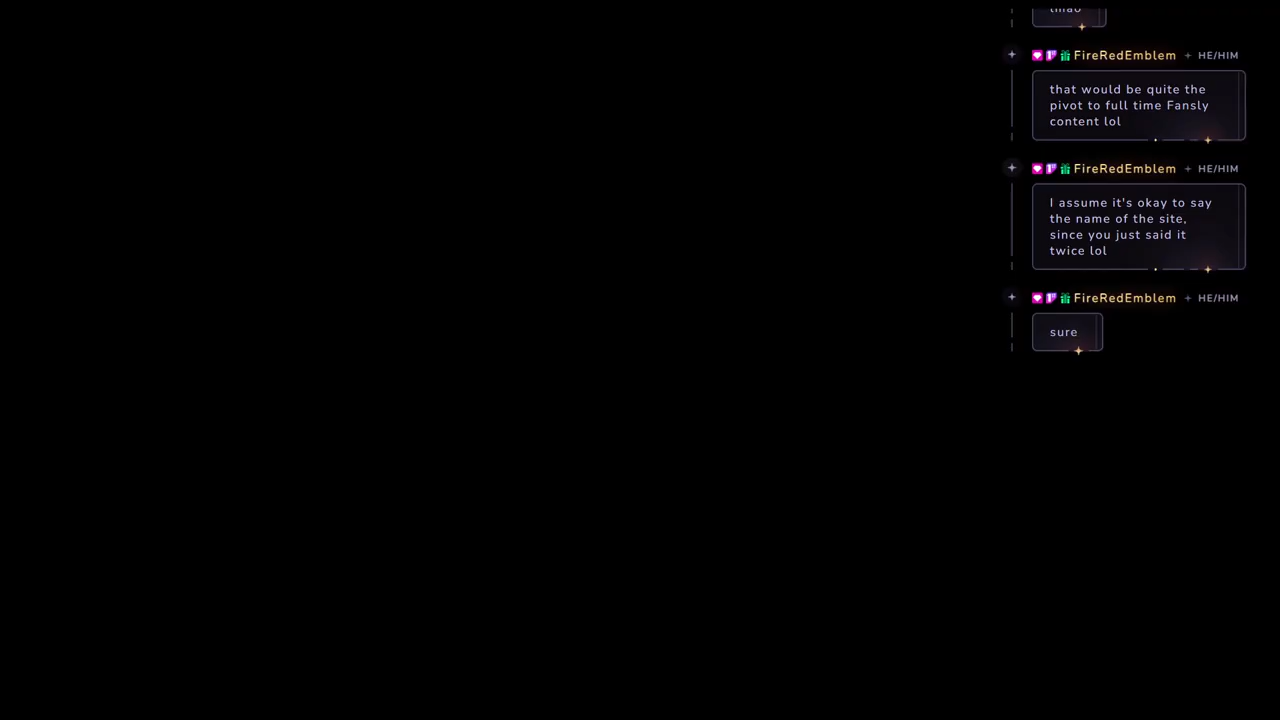 lmao
FireRedEmblem HE/HIM
that would be quite the
pivot to full time Fansly
content lol
FireRedEmblem HE/HIM
I assume it's okay to say
the name of the site,
since you just said it
twice lol
FireRedEmblem HE/HIM
sure